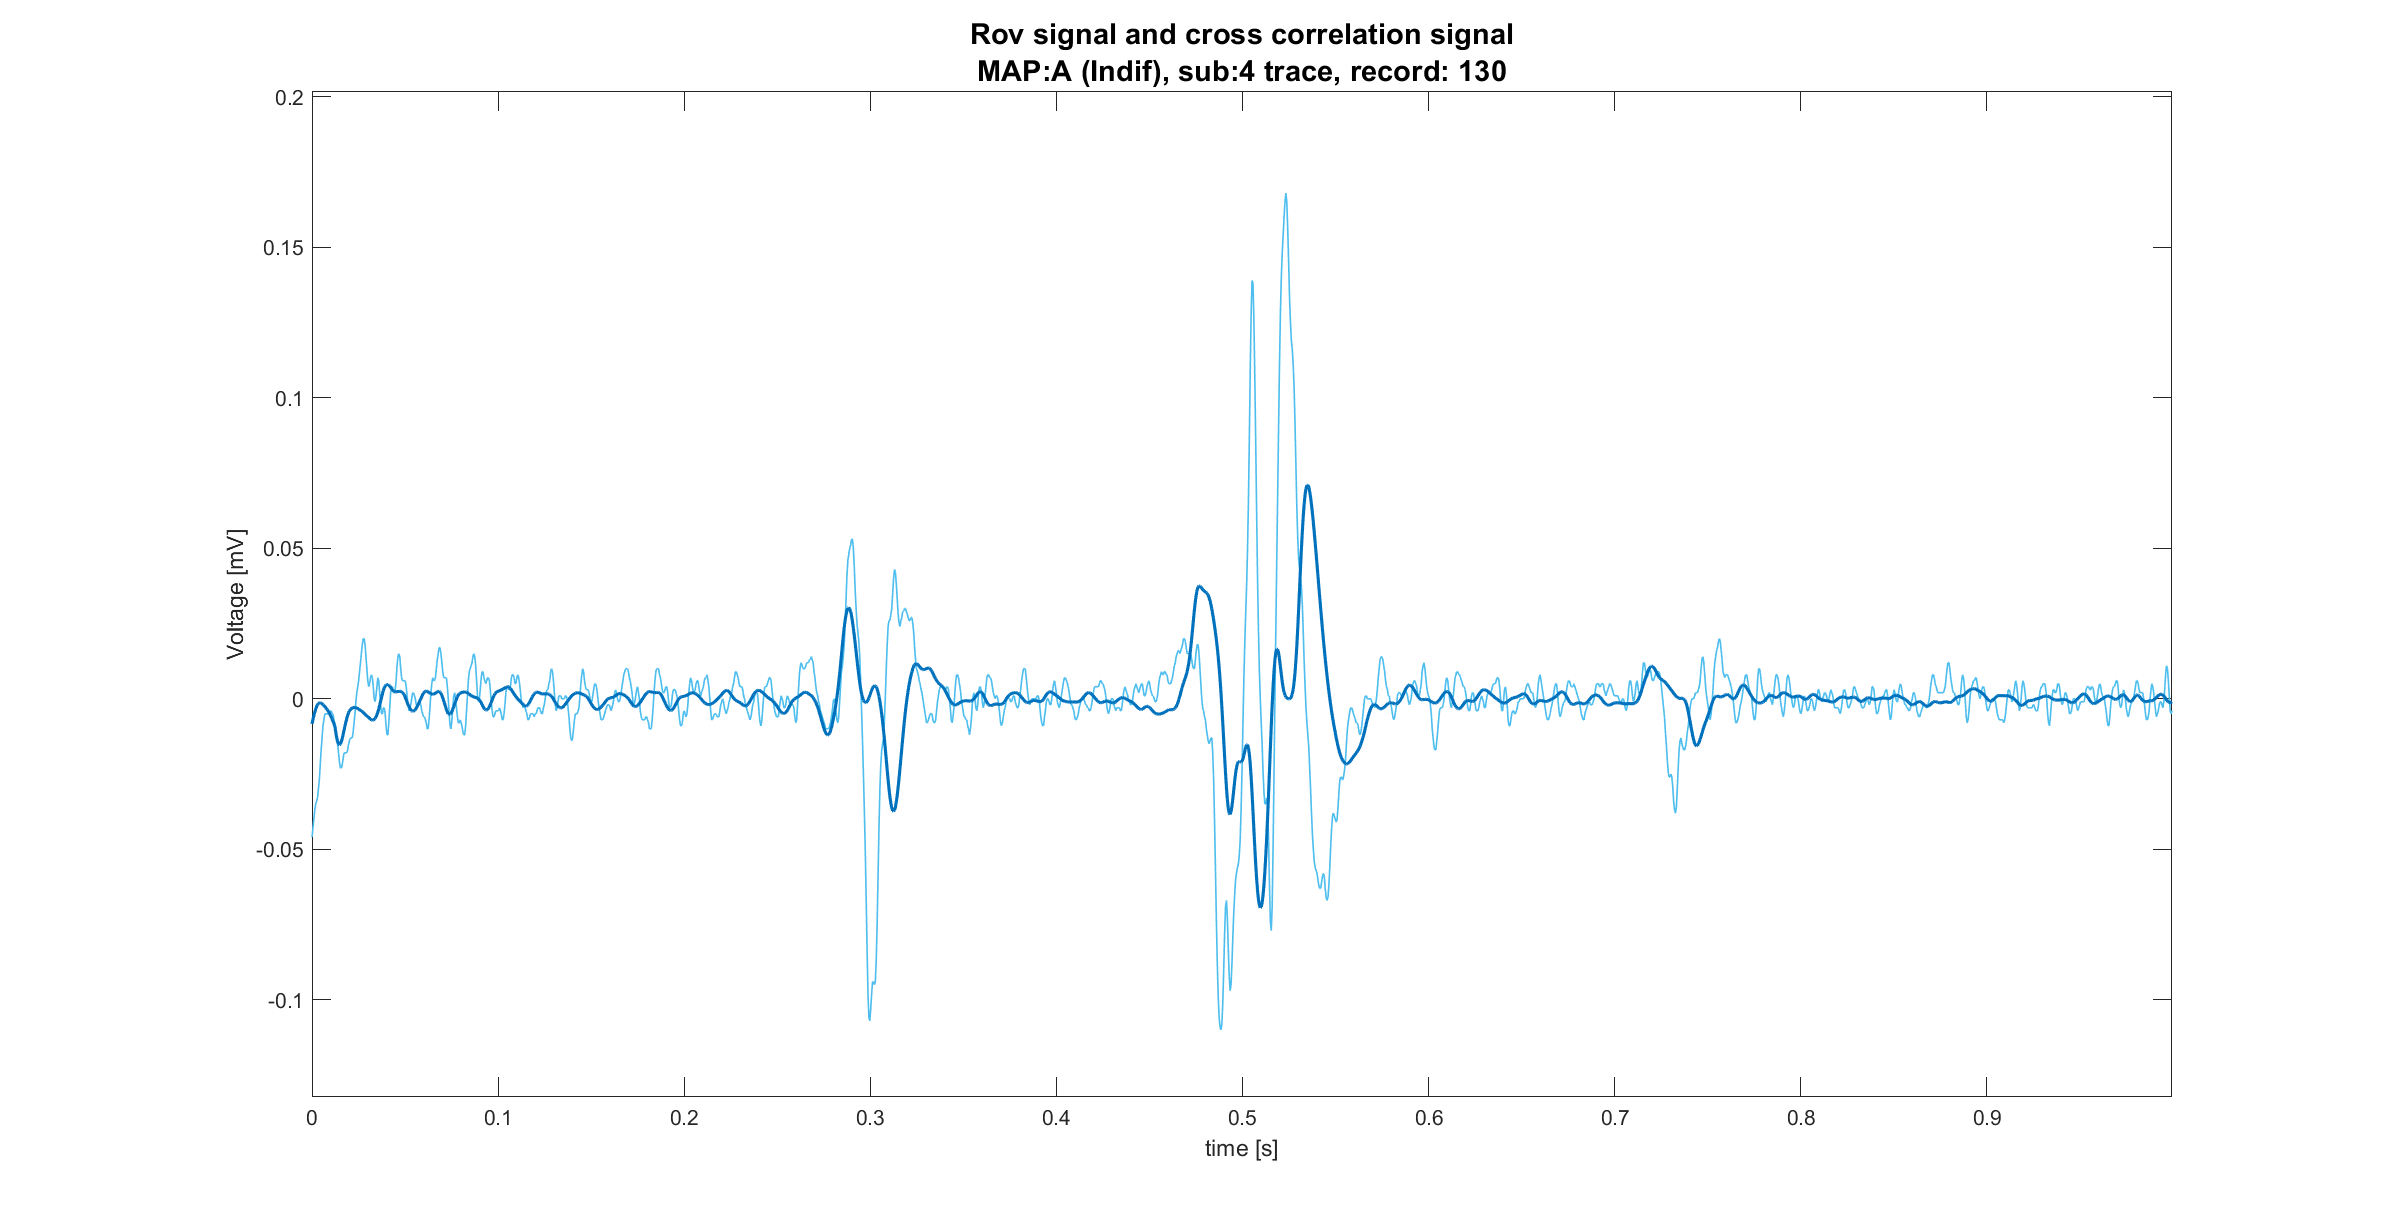 Rov signal and cross correlation signal
MAP:A (Indif), sub:4 trace, record: 130
0.2
0.15
0.1
0.05
0
-0.05
-0.1
Voltage [mV]
0 0.1 0.2 0.3 0.4 0.5 0.6 0.7 0.8 0.9
time [s]